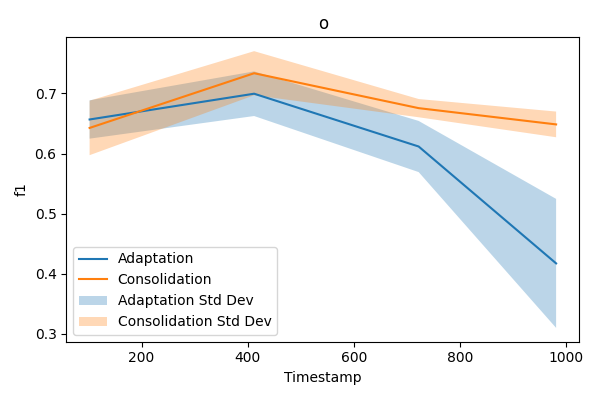 o
f1
0.7
0.6
0.5
0.4
0.3
Adaptation
Consolidation
Adaptation Std Dev
Consolidation Std Dev
200 400 600 800 1000
Timestamp